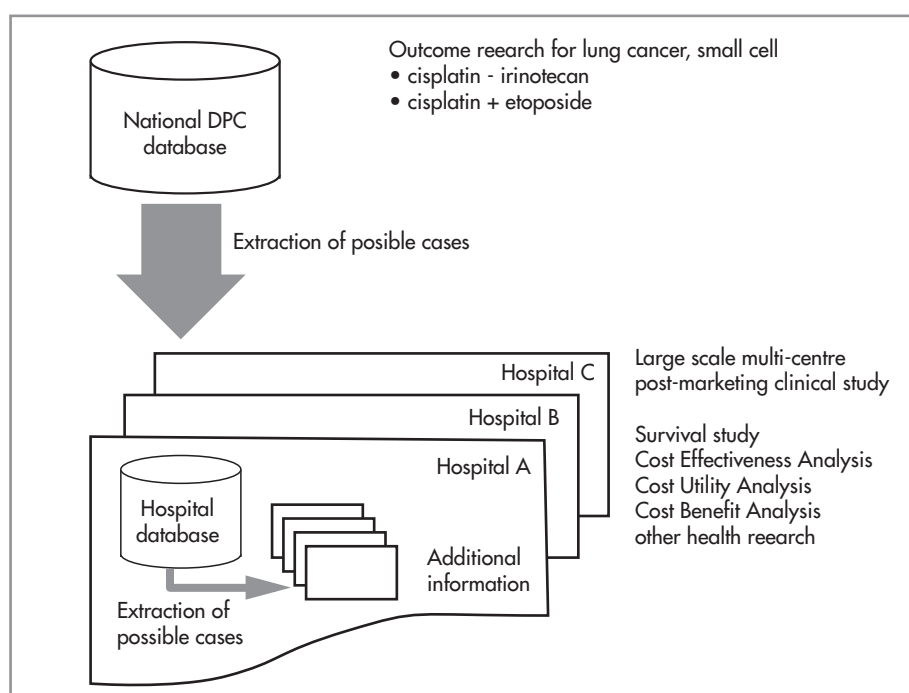 Outcome reearch for lung cancer, small cell
• cisplatin - irinotecan
• cisplatin + etoposide
National DPC
database
Extraction of posible cases
Hospital C
Hospital B
Hospital A
Hospital
database
Additional
information
Extraction of
possible cases
Large scale multi-centre
post-marketing clinical study
Survival study
Cost Effectiveness Analysis
Cost Utility Analysis
Cost Benefit Analysis
other health reearch